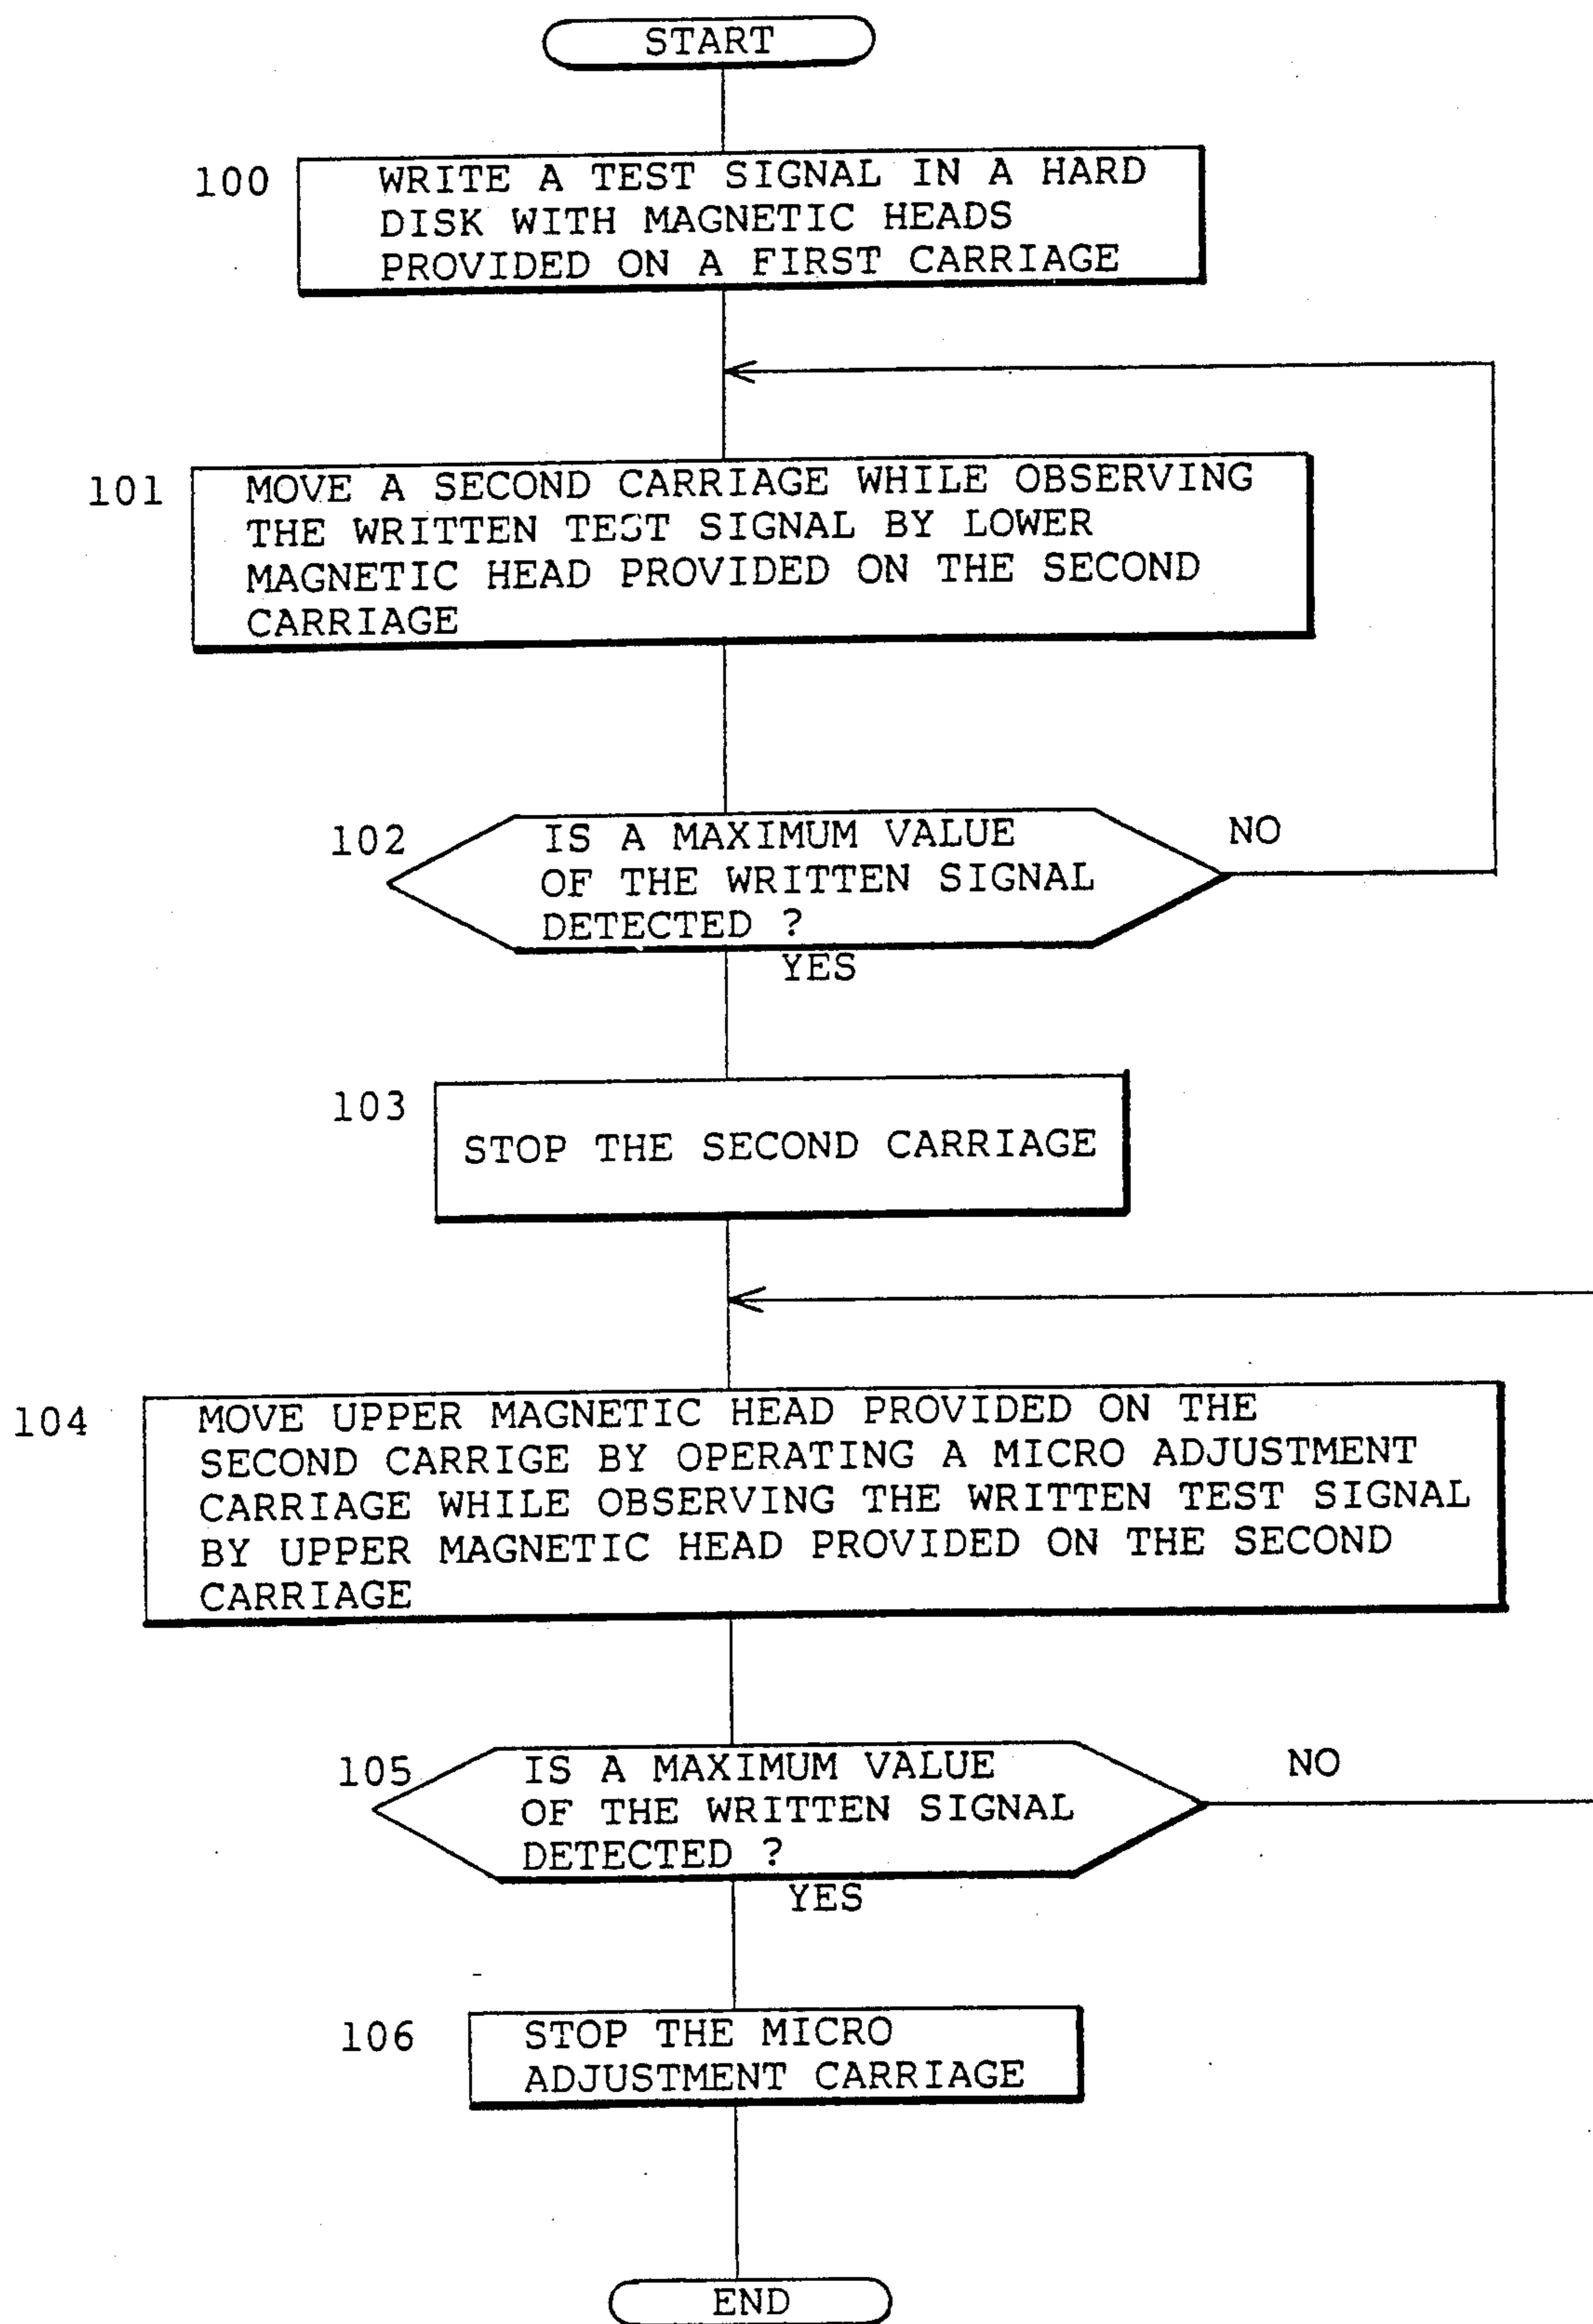 START
100
WRITE A TEST SIGNAL IN A HARD
DISK WITH MAGNETIC HEADS
PROVIDED ON A FIRST CARRIAGE
101
MOVE A SECOND CARRIAGE WHILE OBSERVING
THE WRITTEN TEST SIGNAL BY LOWER
MAGNETIC HEAD PROVIDED ON THE SECOND
CARRIAGE
102
IS A MAXIMUM VALUE
OF THE WRITTEN SIGNAL
DETECTED ?
NO
YES
103
STOP THE SECOND CARRIAGE
104
MOVE UPPER MAGNETIC HEAD PROVIDED ON THE
SECOND CARRIGE BY OPERATING A MICRO ADJUSTMENT
CARRIAGE WHILE OBSERVING THE WRITTEN TEST SIGNAL
BY UPPER MAGNETIC HEAD PROVIDED ON THE SECOND
CARRIAGE
105
IS A MAXIMUM VALUE
OF THE WRITTEN SIGNAL
DETECTED ?
NO
YES
106
STOP THE MICRO
ADJUSTMENT CARRIAGE
END